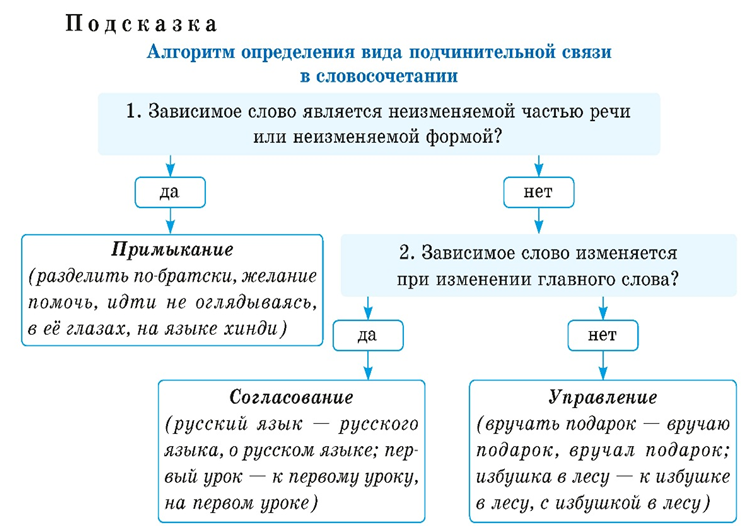 Подсказка
Алгоритм определения вида подчинительной связи
в словосочетании
1. Зависимое слово является неизменяемой частью речи
или неизменяемой формой?
да
нет
Примыкание
(разделить по-братски, желание
помочь, идти не оглядываясь,
в её глазах, на языке хинди)
2. Зависимое слово изменяется
при изменении главного слова?
да
нет
Согласование
(русский язык — русского
языка, о русском языке; пер-
вый урок — к первому уроку,
на первом уроке)
Управление
(вручать подарок — вручаю
подарок, вручал подарок;
избушка в лесу — к избушке
в лесу, с избушкой в лесу)